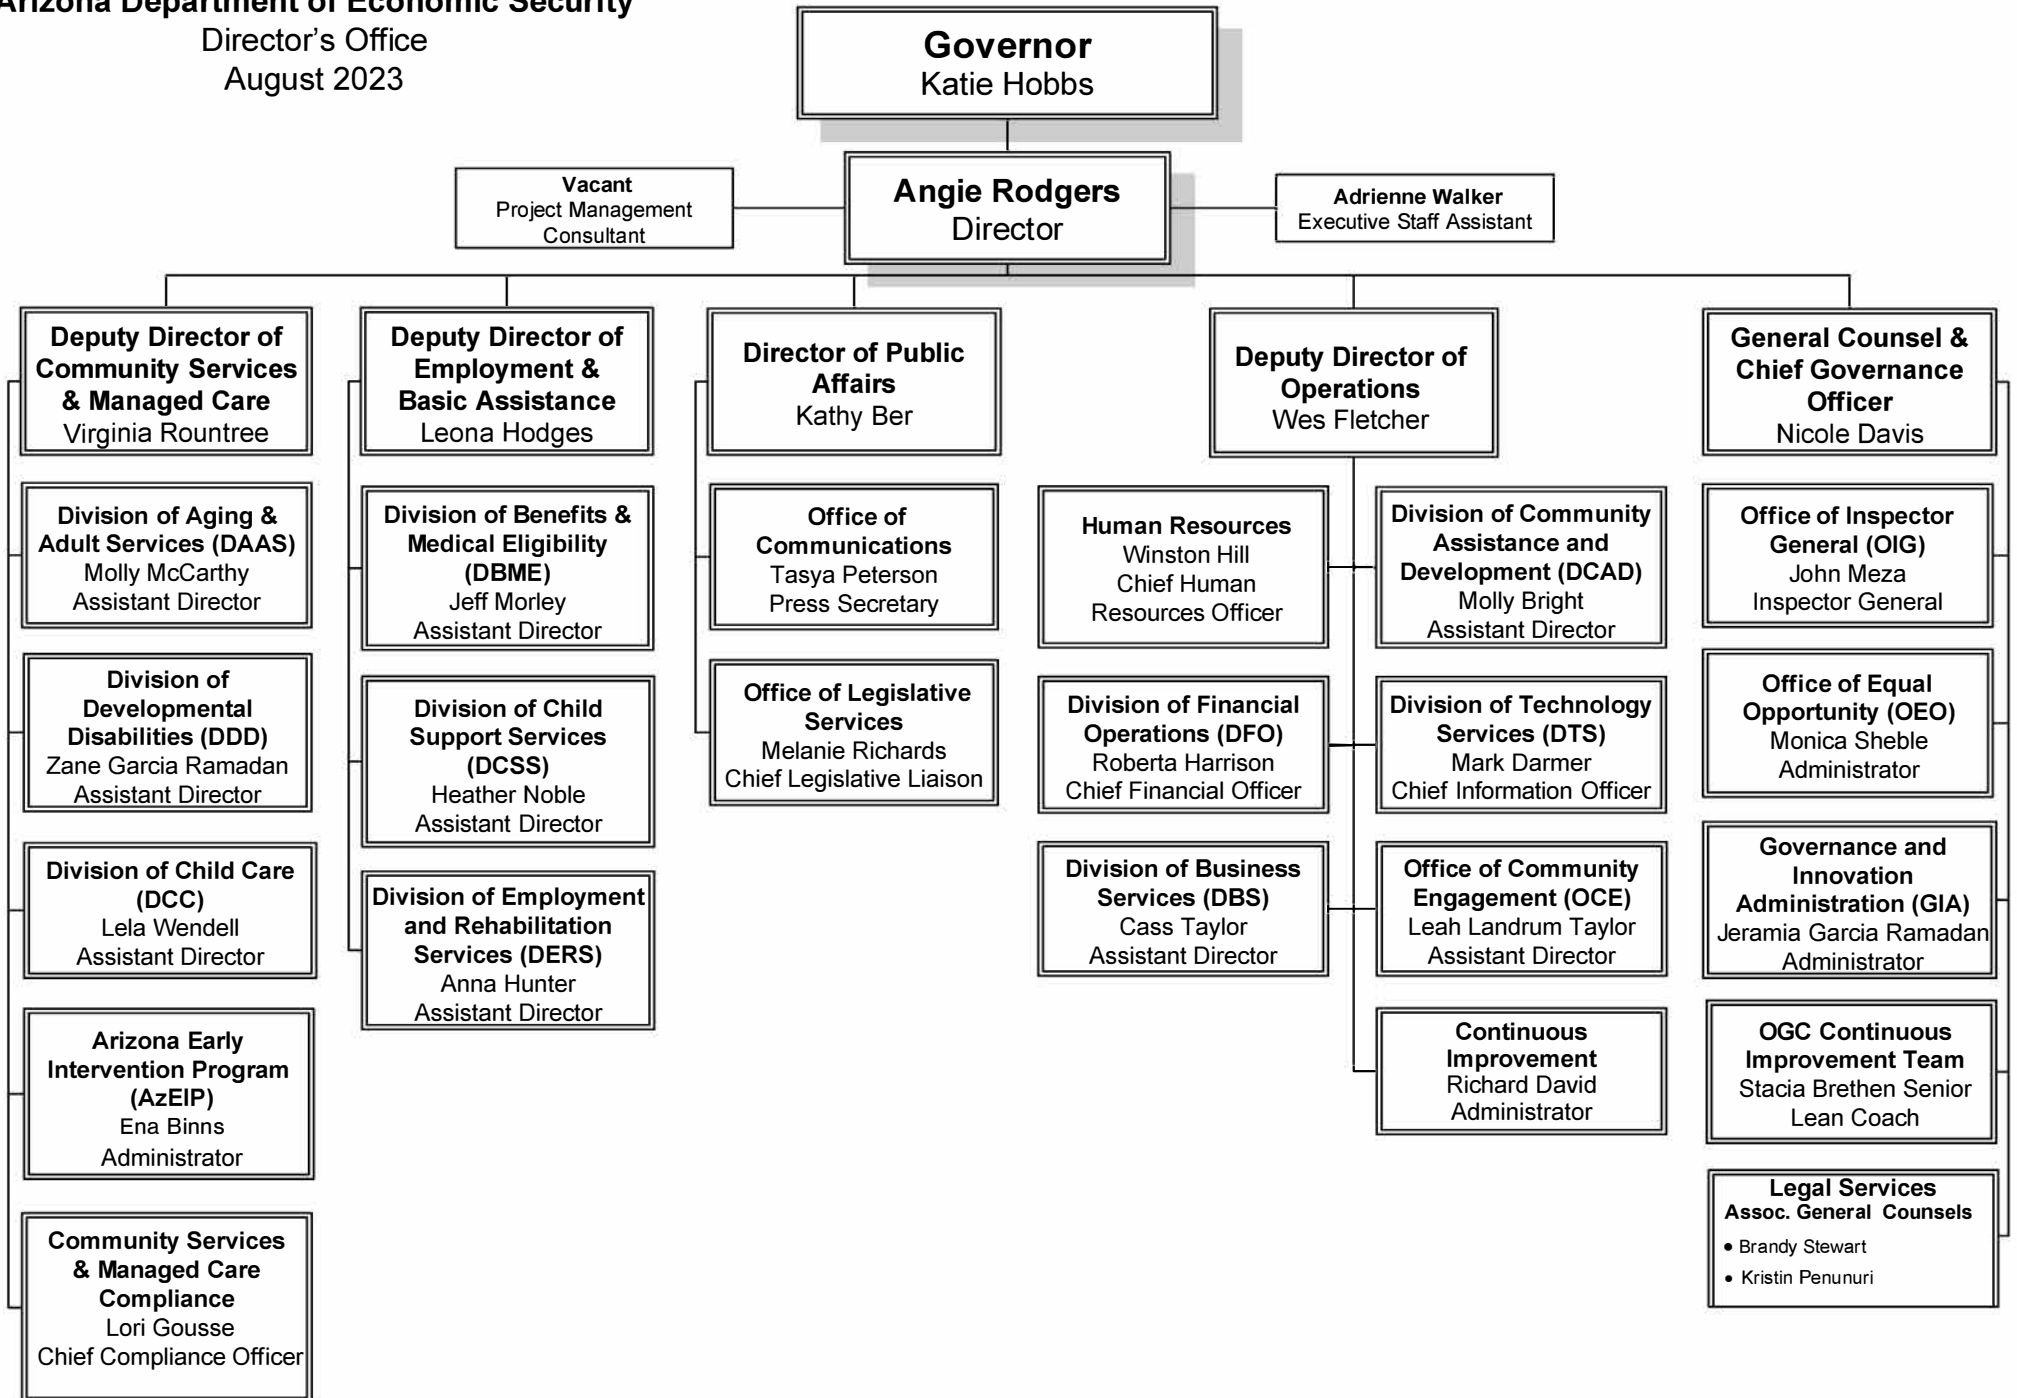 Arizona Department of Economic Security
Director's Office
August 2023
Governor
Katie Hobbs
Vacant
Project Management
Consultant
Angie Rodgers
Director
Adrienne Walker
Executive Staff Assistant
Deputy Director of
Community Services
& Managed Care
Virginia Rountree
Division of Aging &
Adult Services (DAAS)
Molly McCarthy
Assistant Director
Division of
Developmental
Disabilities (DDD)
Zane Garcia Ramadan
Assistant Director
Division of Child Care
(DCC)
Lela Wendell
Assistant Director
Arizona Early
Intervention Program
(AzEIP)
Ena Binns
Administrator
Community Services
& Managed Care
Compliance
Lori Gousse
Chief Compliance Officer
Deputy Director of
Employment &
Basic Assistance
Leona Hodges
Division of Benefits &
Medical Eligibility
(DBME)
Jeff Morley
Assistant Director
Division of Child
Support Services
(DCSS)
Heather Noble
Assistant Director
Division of Employment
and Rehabilitation
Services (DERS)
Anna Hunter
Assistant Director
Director of Public
Affairs
Kathy Ber
Office of
Communications
Tasya Peterson
Press Secretary
Office of Legislative
Services
Melanie Richards
Chief Legislative Liaison
Deputy Director of
Operations
Wes Fletcher
Human Resources
Winston Hill
Chief Human
Resources Officer
Division of Community
Assistance and
Development (DCAD)
Molly Bright
Assistant Director
Division of Financial
Operations (DFO)
Roberta Harrison
Chief Financial Officer
Division of Technology
Services (DTS)
Mark Darmer
Chief Information Officer
Division of Business
Services (DBS)
Cass Taylor
Assistant Director
Office of Community
Engagement (OCE)
Leah Landrum Taylor
Assistant Director
Continuous
Improvement
Richard David
Administrator
General Counsel &
Chief Governance
Officer
Nicole Davis
Office of Inspector
General (OIG)
John Meza
Inspector General
Office of Equal
Opportunity (OEO)
Monica Sheble
Administrator
Governance and
Innovation
Administration (GIA)
Jeramia Garcia Ramadan
Administrator
OGC Continuous
Improvement Team
Stacia Brethen Senior
Lean Coach
Legal Services
Assoc. General Counsels
• Brandy Stewart
• Kristin Penunuri